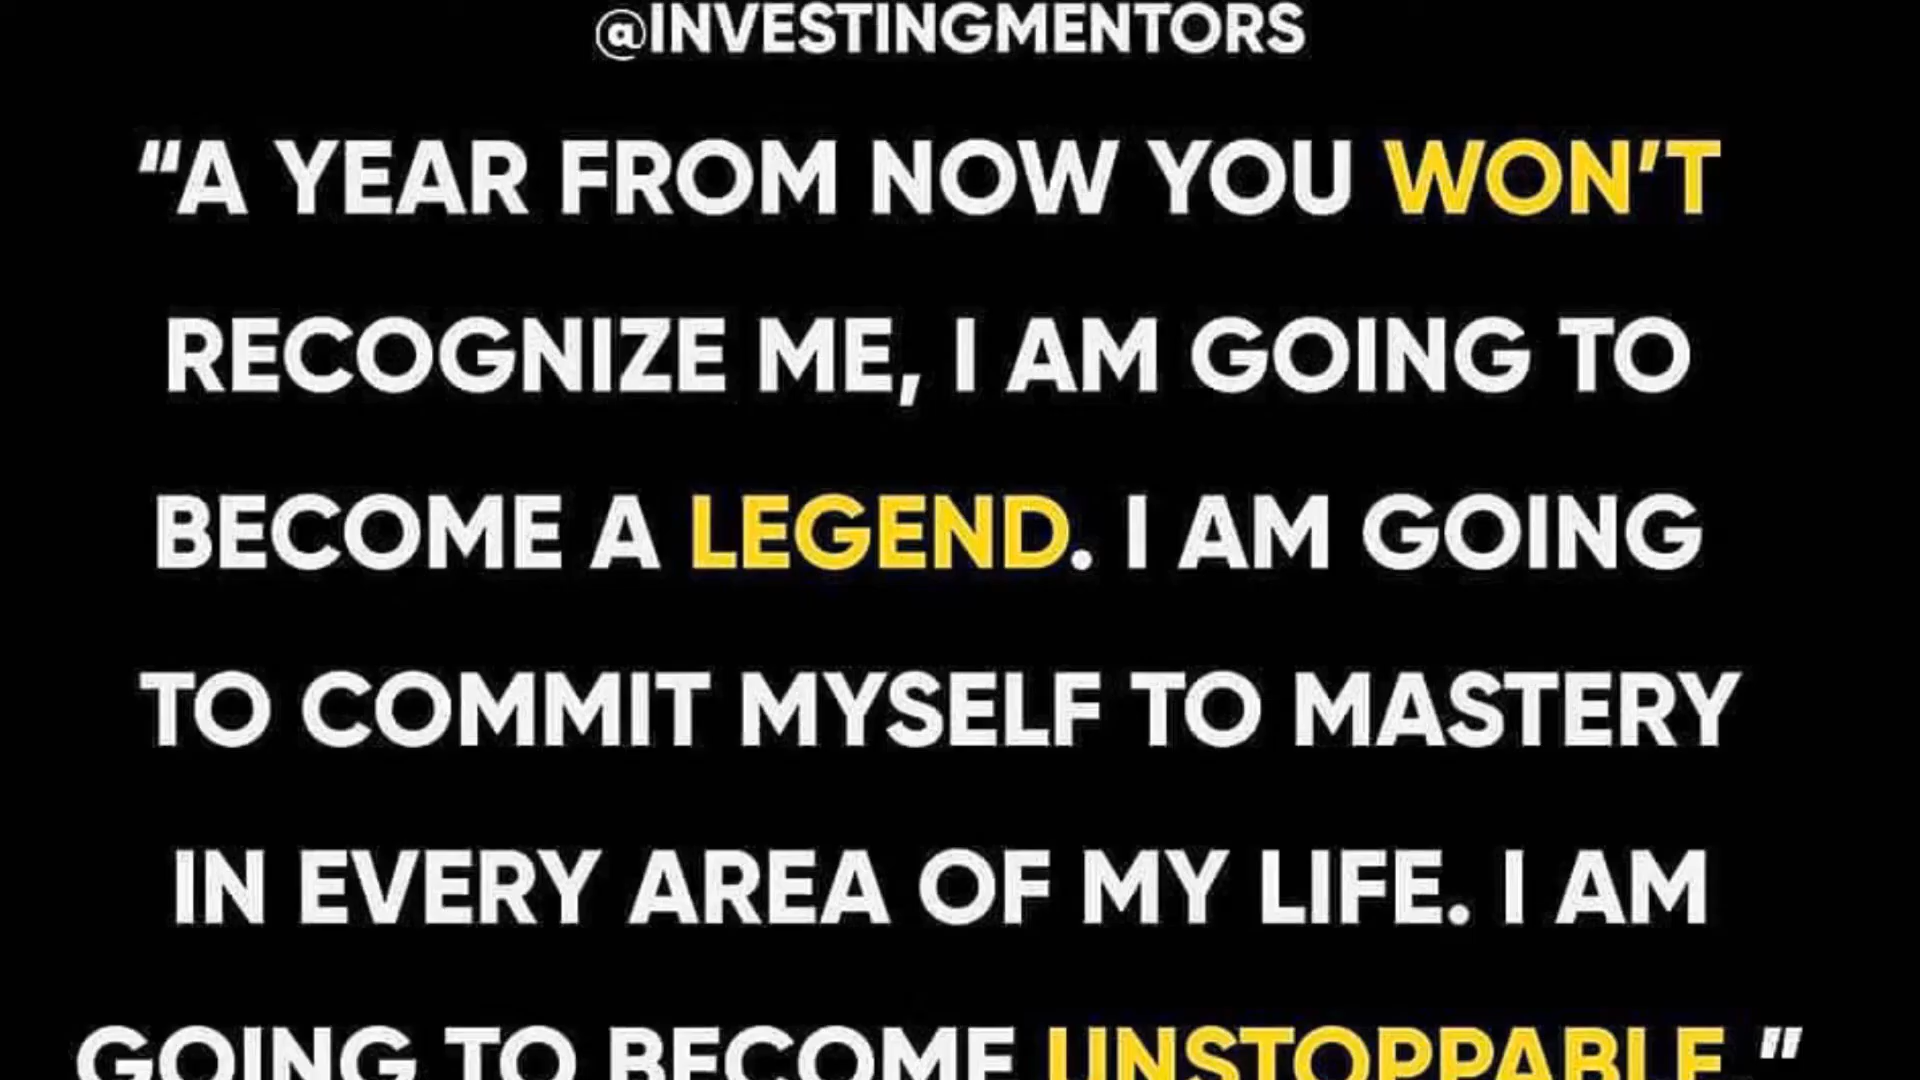 @INVESTINGMENTORS
“A YEAR FROM NOW YOU WON’T
RECOGNIZE ME, I AM GOING TO
BECOME A LEGEND. I AM GOING
TO COMMIT MYSELF TO MASTERY
IN EVERY AREA OF MY LIFE. I AM
GOING TO BECOME UNSTOPPABLE.”